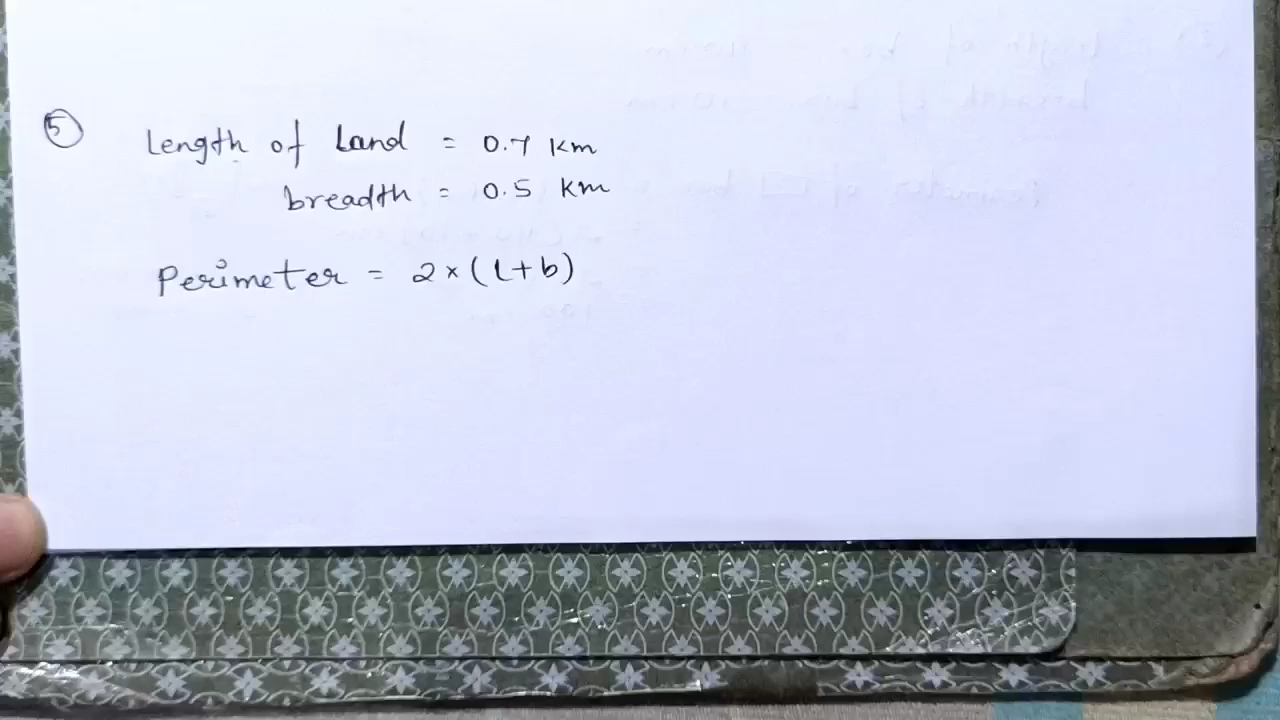 5 Length of Land = 0.7 km
breadth = 0.5 km
Perimeter = 2 × (l + b)